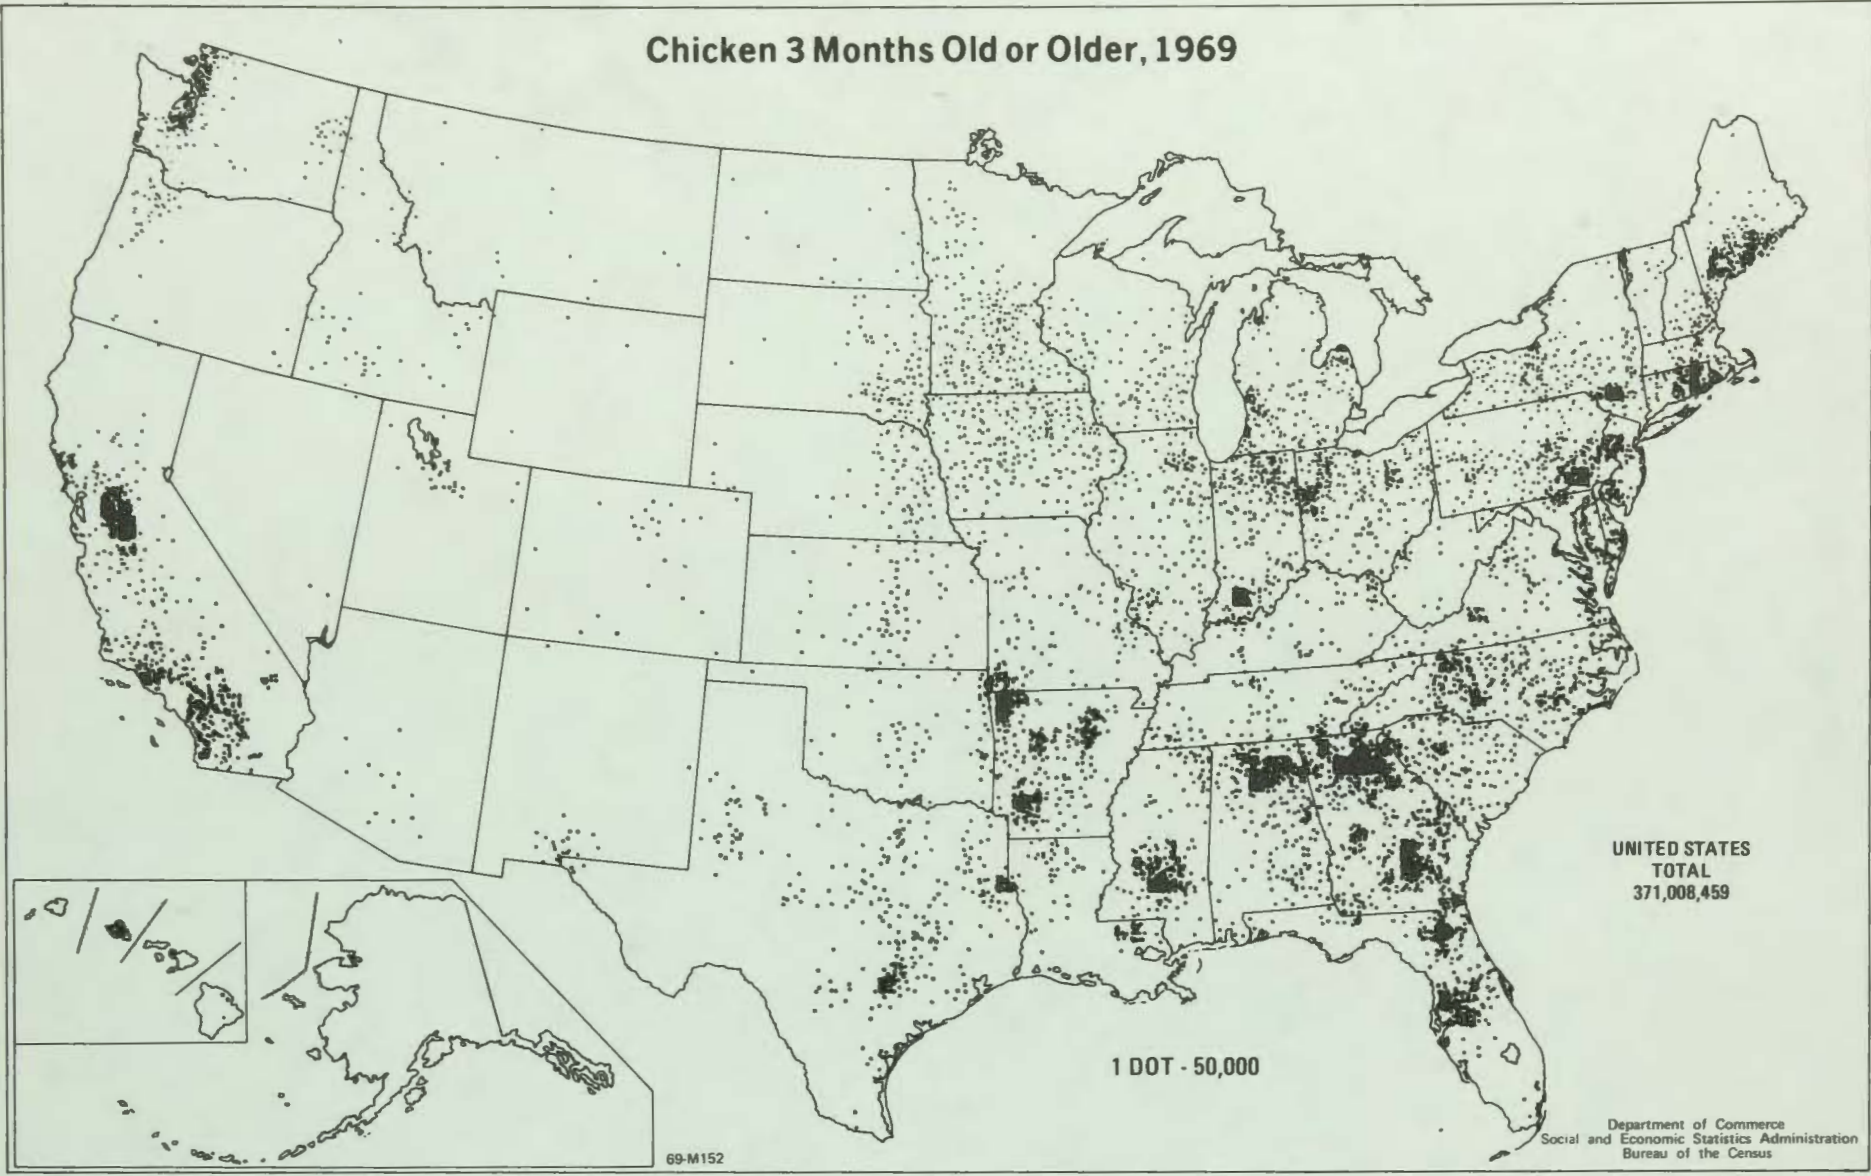 Chicken 3 Months Old or Older, 1969
UNITED STATES
TOTAL
371,008,459
1 DOT - 50,000
69-M152
Department of Commerce
Social and Economic Statistics Administration
Bureau of the Census